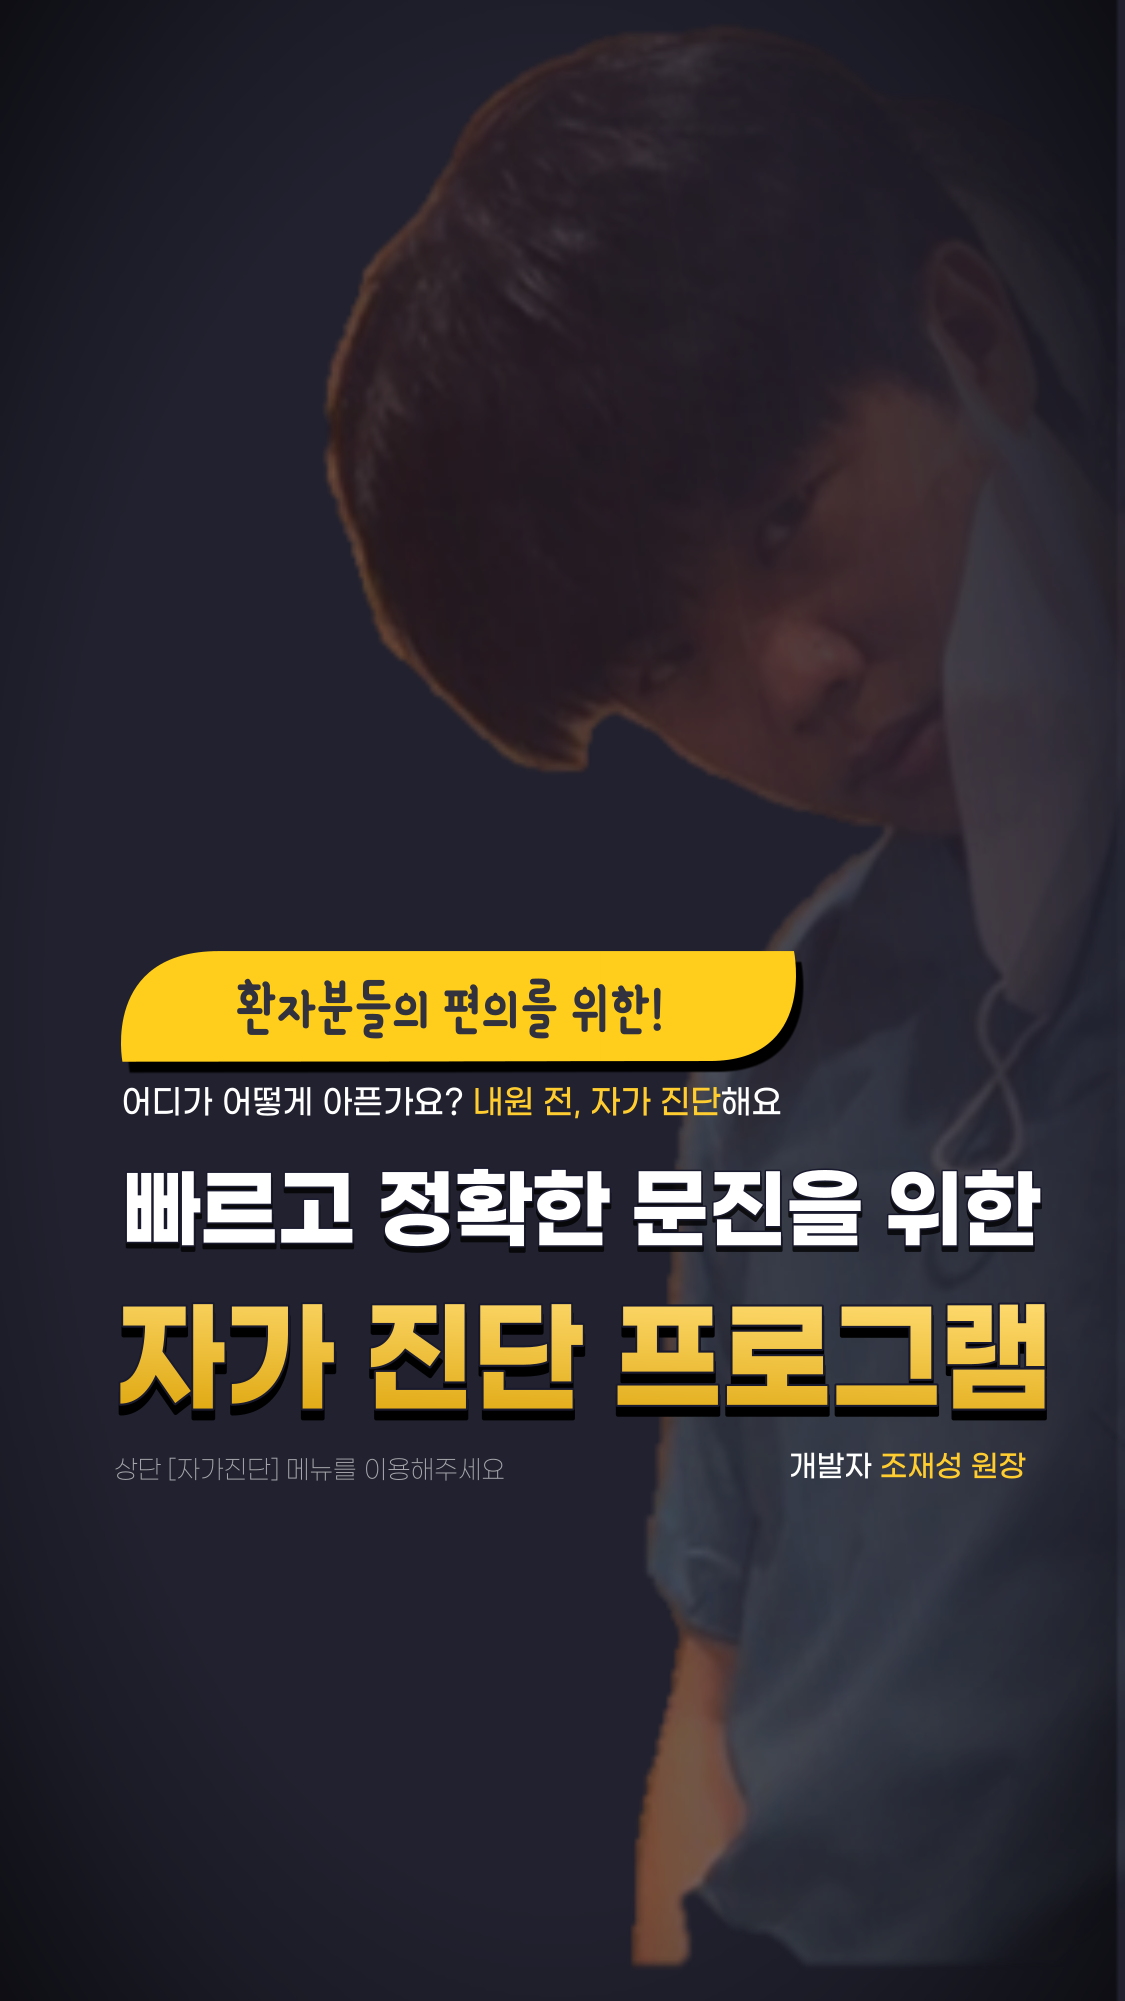 환자분들의 편의를 위한!
어디가 어떻게 아픈가요? 내원 전, 자가 진단해요
빠르고 정확한 문진을 위한
자가 진단 프로그램
상단 [자가진단] 메뉴를 이용해주세요
개발자 조재성 원장